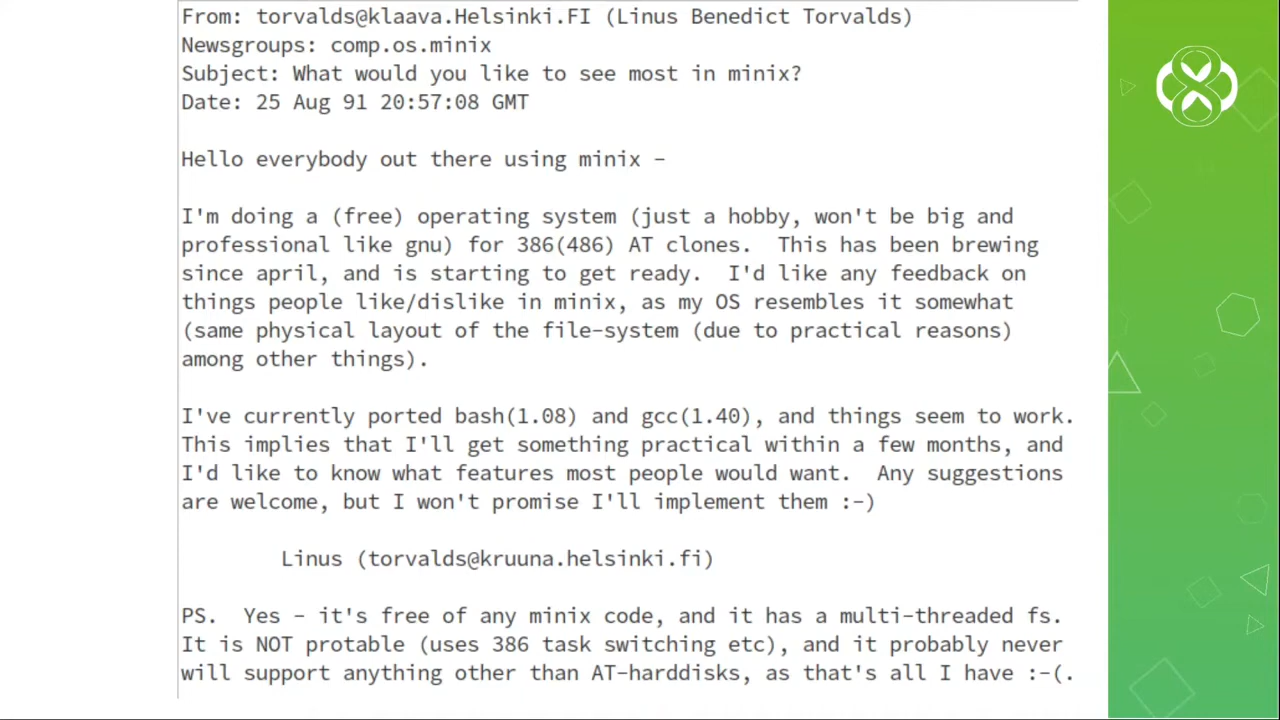 From: torvalds@klaava.Helsinki.FI (Linus Benedict Torvalds)
Newsgroups: comp.os.minix
Subject: What would you like to see most in minix?
Date: 25 Aug 91 20:57:08 GMT
Hello everybody out there using minix –
I'm doing a (free) operating system (just a hobby, won't be big and
professional like gnu) for 386(486) AT clones.  This has been brewing
since april, and is starting to get ready.  I'd like any feedback on
things people like/dislike in minix, as my OS resembles it somewhat
(same physical layout of the file-system (due to practical reasons)
among other things).
I've currently ported bash(1.08) and gcc(1.40), and things seem to work.
This implies that I'll get something practical within a few months, and
I'd like to know what features most people would want.  Any suggestions
are welcome, but I won't promise I'll implement them :-)
Linus (torvalds@kruuna.helsinki.fi)
PS.  Yes – it's free of any minix code, and it has a multi-threaded fs.
It is NOT protable (uses 386 task switching etc), and it probably never
will support anything other than AT-harddisks, as that's all I have :-(.